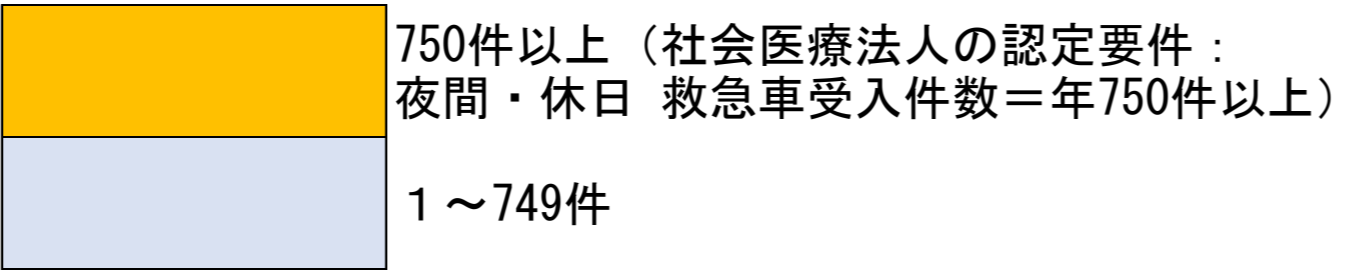 750件以上（社会医療法人の認定要件：
夜間・休日 救急車受入件数＝年750件以上）
１～749件